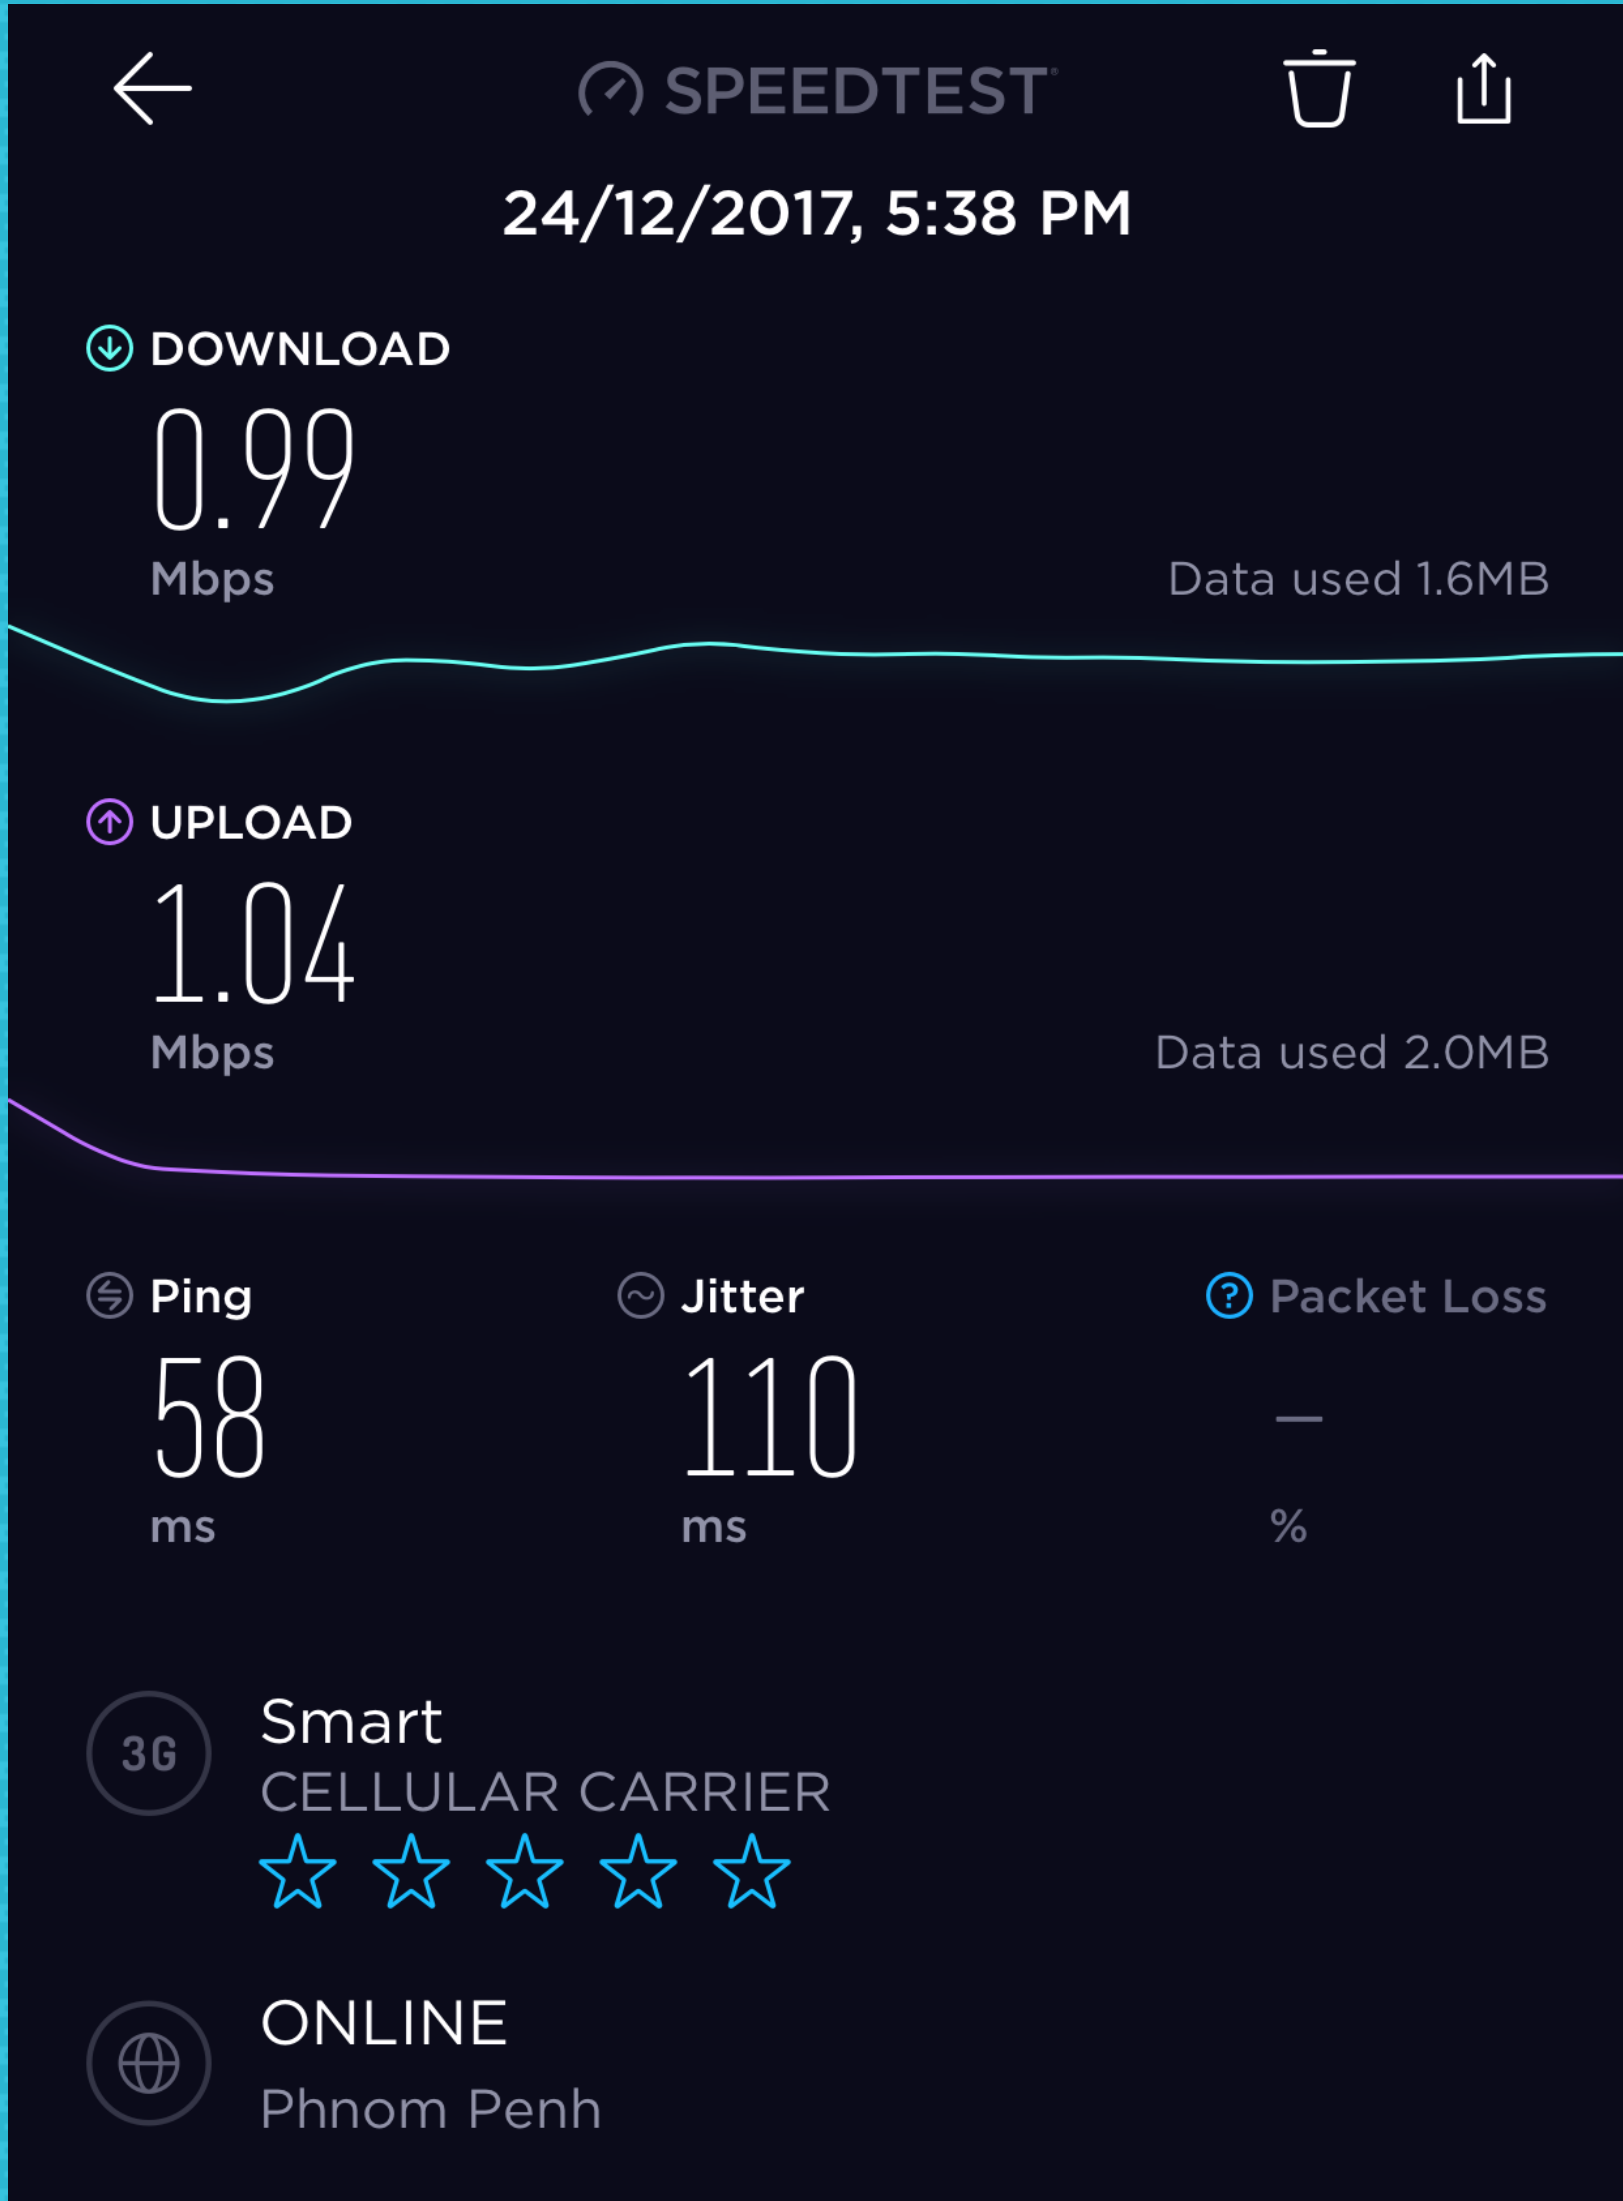 SPEEDTEST
24/12/2017, 5:38 PM
DOWNLOAD
0.99
Mbps
Data used 1.6MB
UPLOAD
1.04
Mbps
Data used 2.0MB
Ping
58
ms
Jitter
110
ms
? Packet Loss
—
%
3G
Smart
CELLULAR CARRIER
ONLINE
Phnom Penh